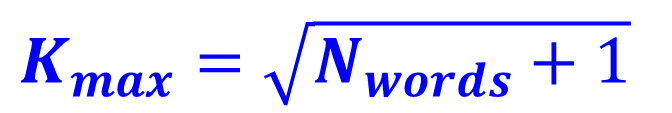 K_max = √(N_words + 1)